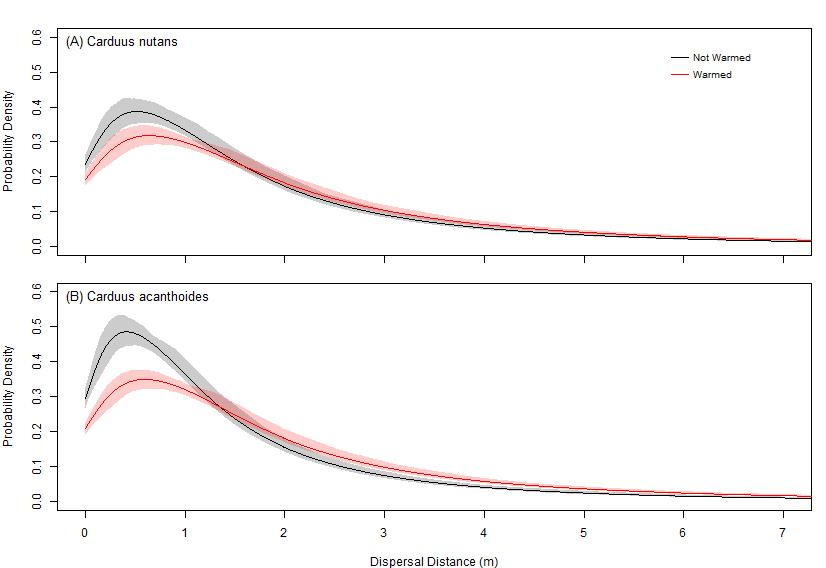 (A) Carduus nutans
Not Warmed
Warmed
Probability Density
0.6
0.5
0.4
0.3
0.2
0.1
0.0
(B) Carduus acanthoides
Probability Density
0.6
0.5
0.4
0.3
0.2
0.1
0.0
0 1 2 3 4 5 6 7
Dispersal Distance (m)